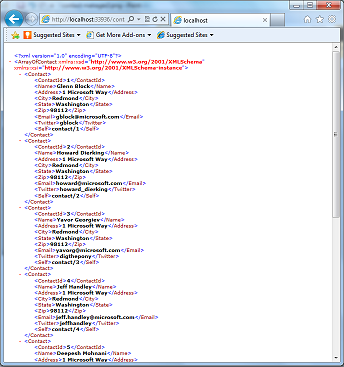 http://localhost:33936/cont
localhost
Suggested Sites
Get More Add-ons
Suggested Sites
<?xml version="1.0" encoding="UTF-8"?>
- <ArrayOfContact xmlns:xsd="http://www.w3.org/2001/XMLSchema"
xmlns:xsi="http://www.w3.org/2001/XMLSchema-instance">
- <Contact>
<ContactId>1</ContactId>
<Name>Glenn Block</Name>
<Address>1 Microsoft Way</Address>
<City>Redmond</City>
<State>Washington</State>
<Zip>98112</Zip>
<Email>gblock@microsoft.com</Email>
<Twitter>gblock</Twitter>
<Self>contact/1</Self>
</Contact>
- <Contact>
<ContactId>2</ContactId>
<Name>Howard Dierking</Name>
<Address>1 Microsoft Way</Address>
<City>Redmond</City>
<State>Washington</State>
<Zip>98112</Zip>
<Email>howard@microsoft.com</Email>
<Twitter>howard_dierking</Twitter>
<Self>contact/2</Self>
</Contact>
- <Contact>
<ContactId>3</ContactId>
<Name>Yavor Georgiev</Name>
<Address>1 Microsoft Way</Address>
<City>Redmond</City>
<State>Washington</State>
<Zip>98112</Zip>
<Email>yavorg@microsoft.com</Email>
<Twitter>digthepony</Twitter>
<Self>contact/3</Self>
</Contact>
- <Contact>
<ContactId>4</ContactId>
<Name>Jeff Handley</Name>
<Address>1 Microsoft Way</Address>
<City>Redmond</City>
<State>Washington</State>
<Zip>98112</Zip>
<Email>jeff.handley@microsoft.com</Email>
<Twitter>jeffhandley</Twitter>
<Self>contact/4</Self>
</Contact>
- <Contact>
<ContactId>5</ContactId>
<Name>Deepesh Mohnani</Name>
<Address>1 Microsoft Way</Address>